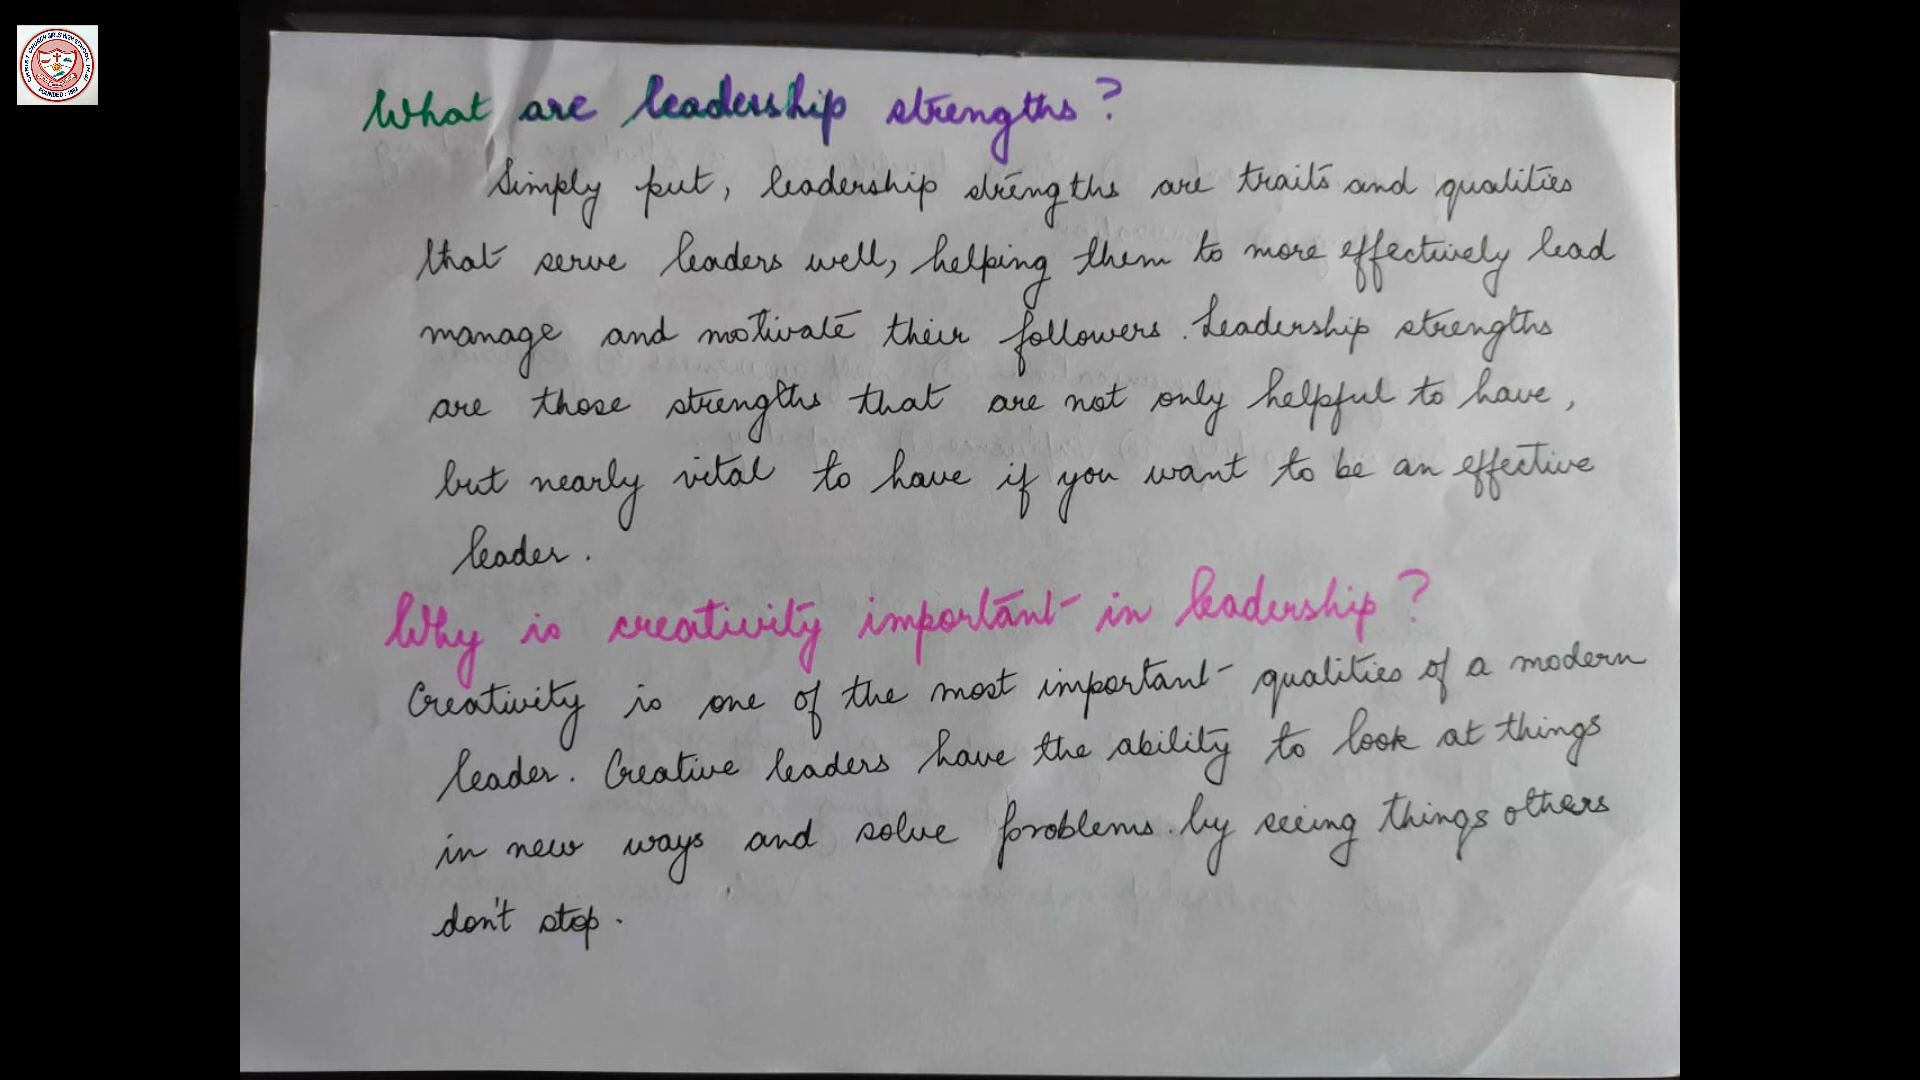 What are leadership strengths?
Simply put, leadership strengths are traits and qualities
that serve leaders well, helping them to more effectively lead
manage and motivate their followers. Leadership strengths
are those strengths that are not only helpful to have,
but nearly vital to have if you want to be an effective
leader.
Why is creativity important in leadership?
Creativity is one of the most important qualities of a modern
leader. Creative leaders have the ability to look at things
in new ways and solve problems. by seeing things others
don't stop.